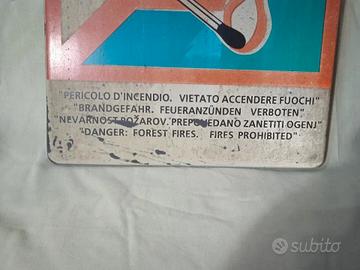 "PERICOLO D'INCENDIO. VIETATO ACCENDERE FUOCHI"
"BRANDGEFAHR. FEUERANZÜNDEN VERBOTEN"
"NEVARNOST POŽAROV. PREPOVEDANO ZANETITI OGENJ"
"DANGER: FOREST FIRES. FIRES PROHIBITED"
subito